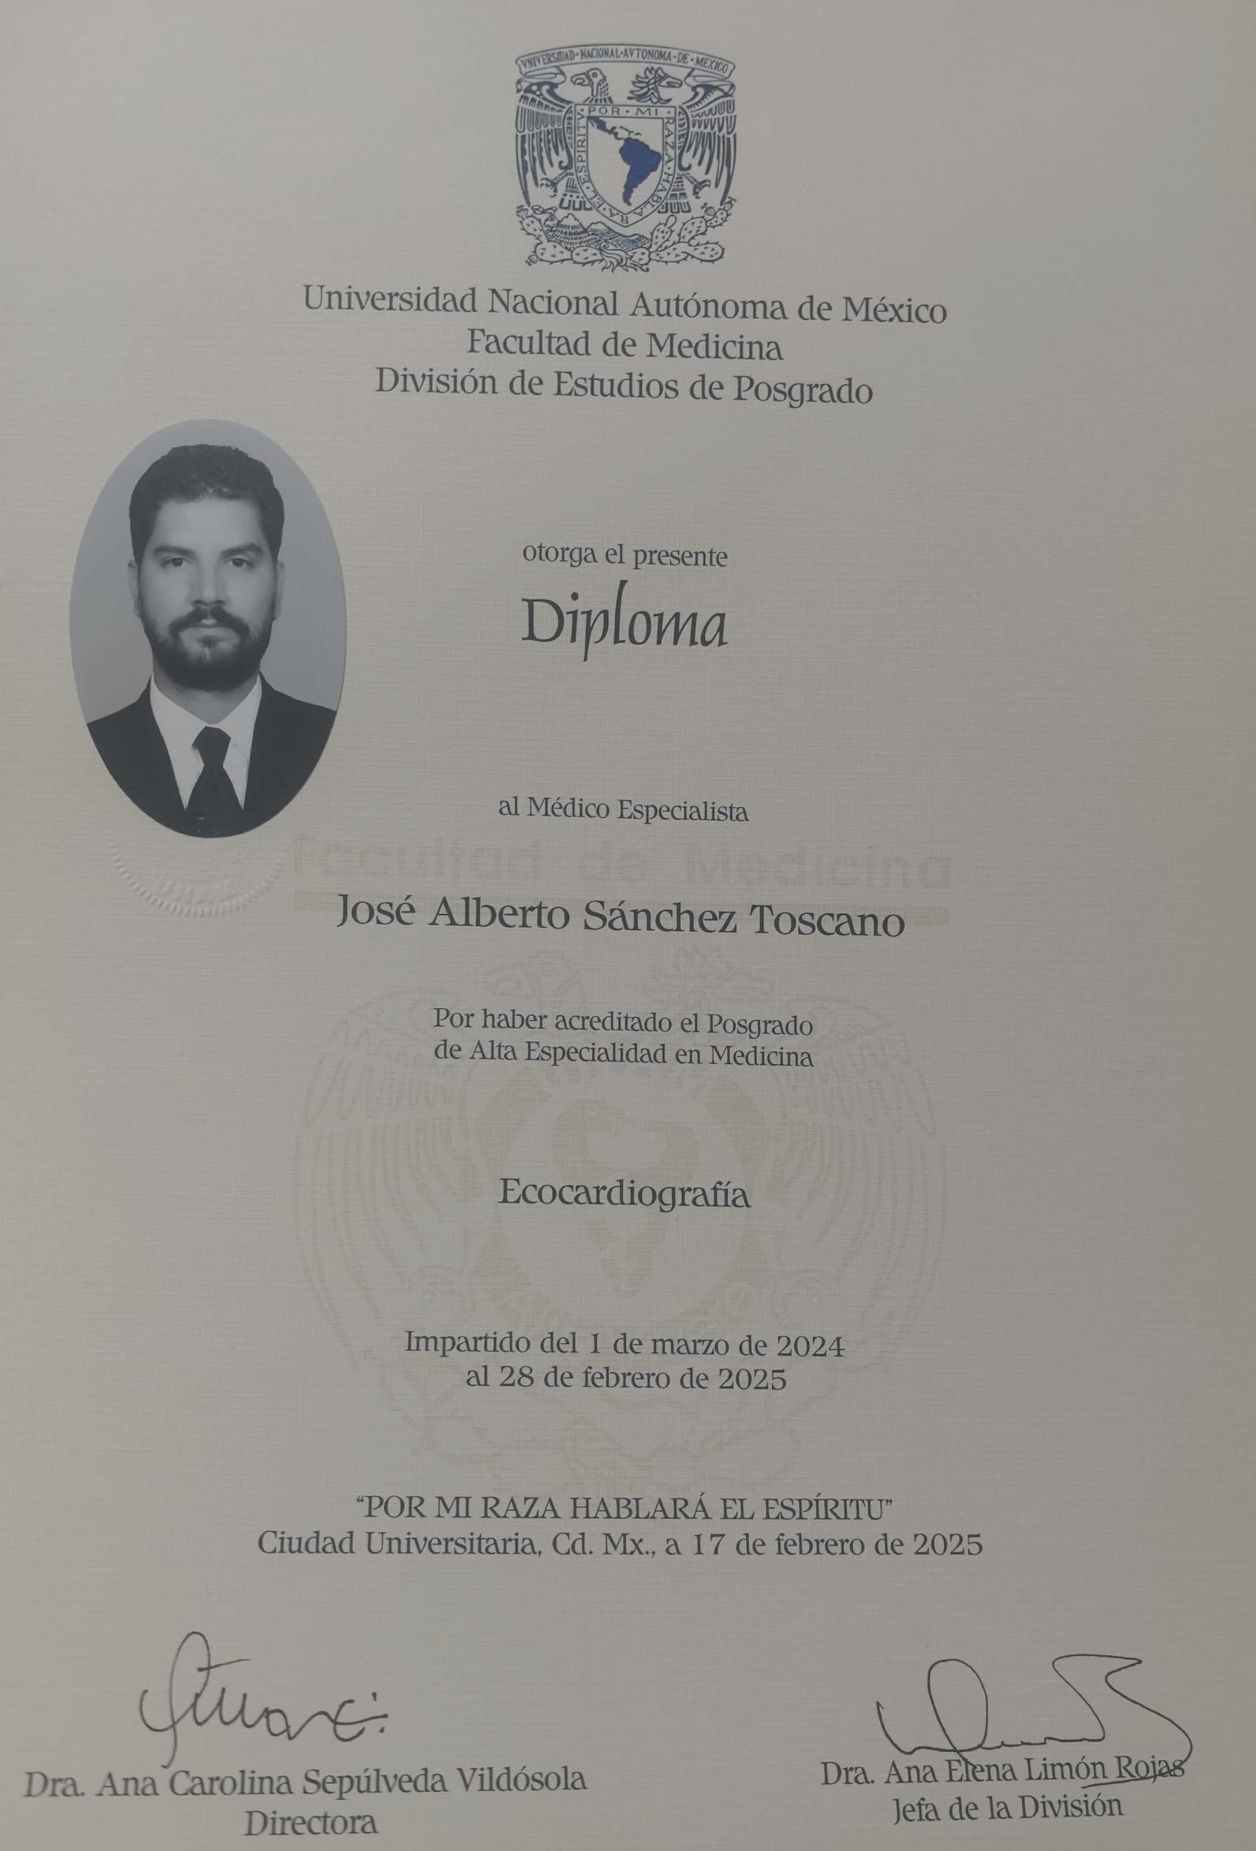 VNIVERSIDAD·NACIONAL·AVTONOMA·DE·MEXICO
·POR·MI·RAZA·HABLARA·EL·ESPIRITV
Universidad Nacional Autónoma de México
Facultad de Medicina
División de Estudios de Posgrado
otorga el presente
Diploma
al Médico Especialista
Facultad de Medicina
José Alberto Sánchez Toscano
Por haber acreditado el Posgrado
de Alta Especialidad en Medicina
Ecocardiografía
Impartido del 1 de marzo de 2024
al 28 de febrero de 2025
“POR MI RAZA HABLARÁ EL ESPÍRITU”
Ciudad Universitaria, Cd. Mx., a 17 de febrero de 2025
Dra. Ana Carolina Sepúlveda Vildósola
Directora
Dra. Ana Elena Limón Rojas
Jefa de la División